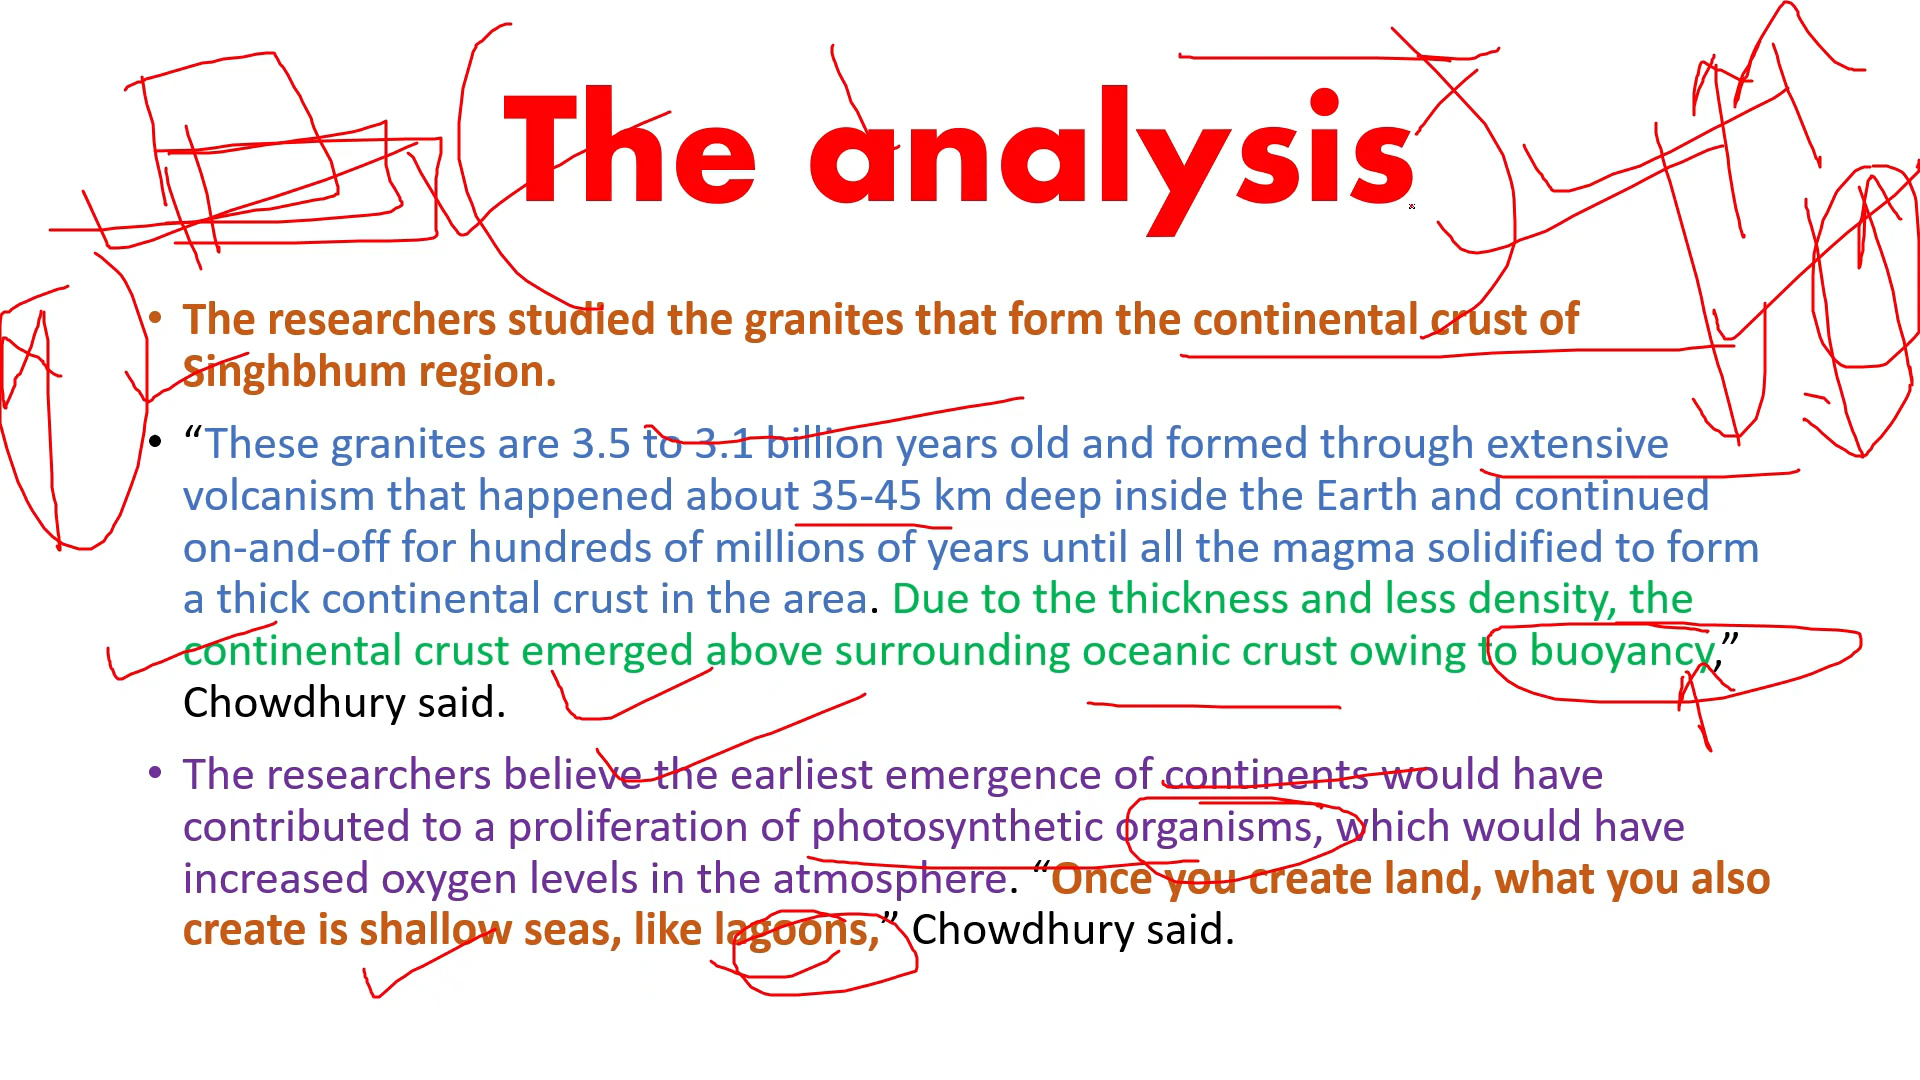 The analysis
• The researchers studied the granites that form the continental crust of
Singhbhum region.
• “These granites are 3.5 to 3.1 billion years old and formed through extensive
volcanism that happened about 35-45 km deep inside the Earth and continued
on-and-off for hundreds of millions of years until all the magma solidified to form
a thick continental crust in the area. Due to the thickness and less density, the
continental crust emerged above surrounding oceanic crust owing to buoyancy,”
Chowdhury said.
• The researchers believe the earliest emergence of continents would have
contributed to a proliferation of photosynthetic organisms, which would have
increased oxygen levels in the atmosphere. “Once you create land, what you also
create is shallow seas, like lagoons,” Chowdhury said.